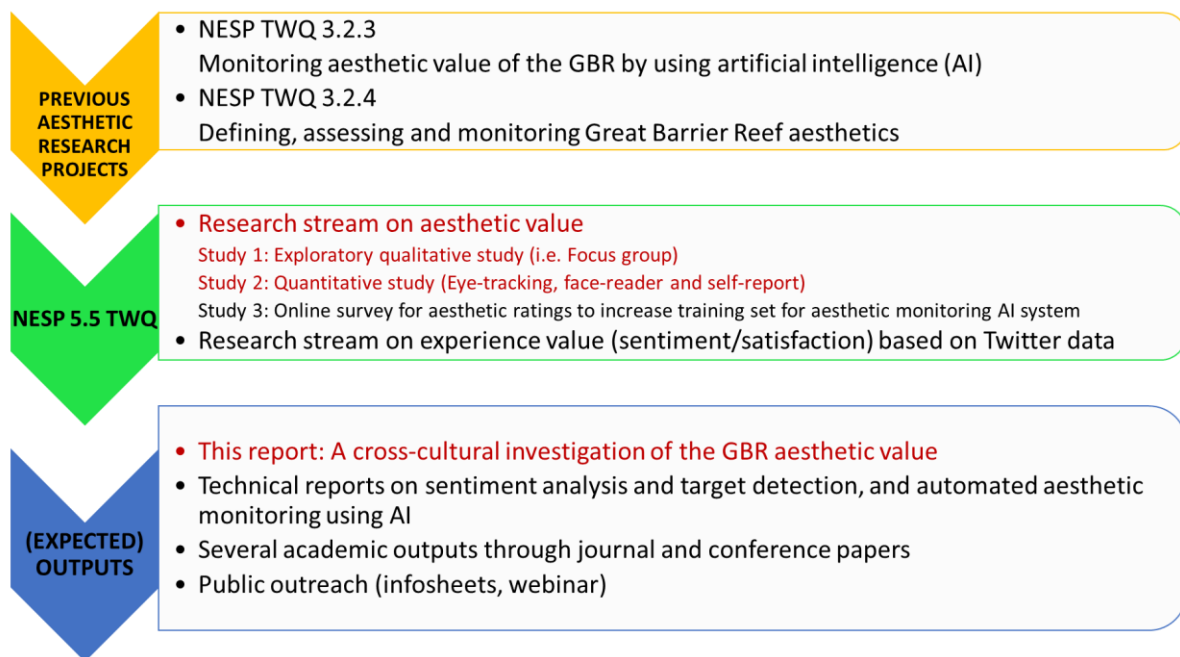 PREVIOUS
AESTHETIC
RESEARCH
PROJECTS
• NESP TWQ 3.2.3
Monitoring aesthetic value of the GBR by using artificial intelligence (AI)
• NESP TWQ 3.2.4
Defining, assessing and monitoring Great Barrier Reef aesthetics
NESP 5.5 TWQ
• Research stream on aesthetic value
Study 1: Exploratory qualitative study (i.e. Focus group)
Study 2: Quantitative study (Eye-tracking, face-reader and self-report)
Study 3: Online survey for aesthetic ratings to increase training set for aesthetic monitoring AI system
• Research stream on experience value (sentiment/satisfaction) based on Twitter data
(EXPECTED)
OUTPUTS
• This report: A cross-cultural investigation of the GBR aesthetic value
• Technical reports on sentiment analysis and target detection, and automated aesthetic
monitoring using AI
• Several academic outputs through journal and conference papers
• Public outreach (infosheets, webinar)